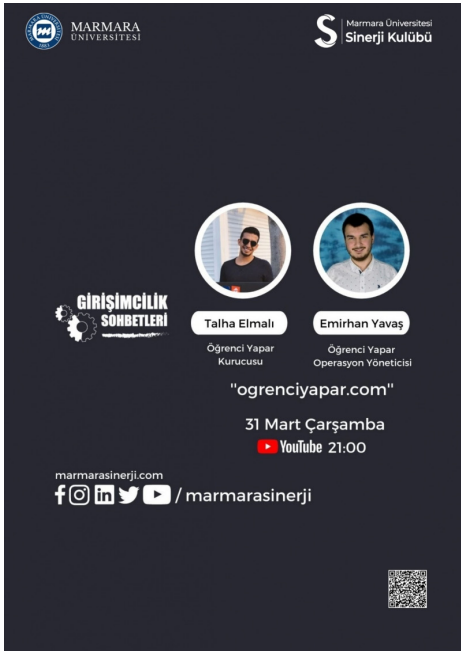 MARMARA
ÜNİVERSİTESİ
Marmara Üniversitesi
Sinerji Kulübü
GİRİŞİMCİLİK
SOHBETLERİ
Talha Elmalı
Öğrenci Yapar
Kurucusu
Emirhan Yavaş
Öğrenci Yapar
Operasyon Yöneticisi
"ogrenciyapar.com"
31 Mart Çarşamba
YouTube 21:00
marmarasinerji.com
/ marmarasinerji